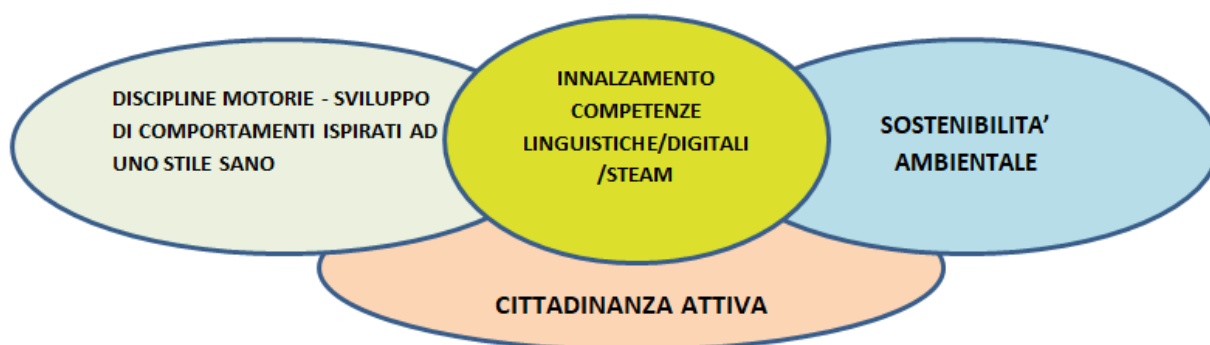 DISCIPLINE MOTORIE - SVILUPPO
DI COMPORTAMENTI ISPIRATI AD
UNO STILE SANO
INNALZAMENTO
COMPETENZE
LINGUISTICHE/DIGITALI
/STEAM
SOSTENIBILITA’
AMBIENTALE
CITTADINANZA ATTIVA